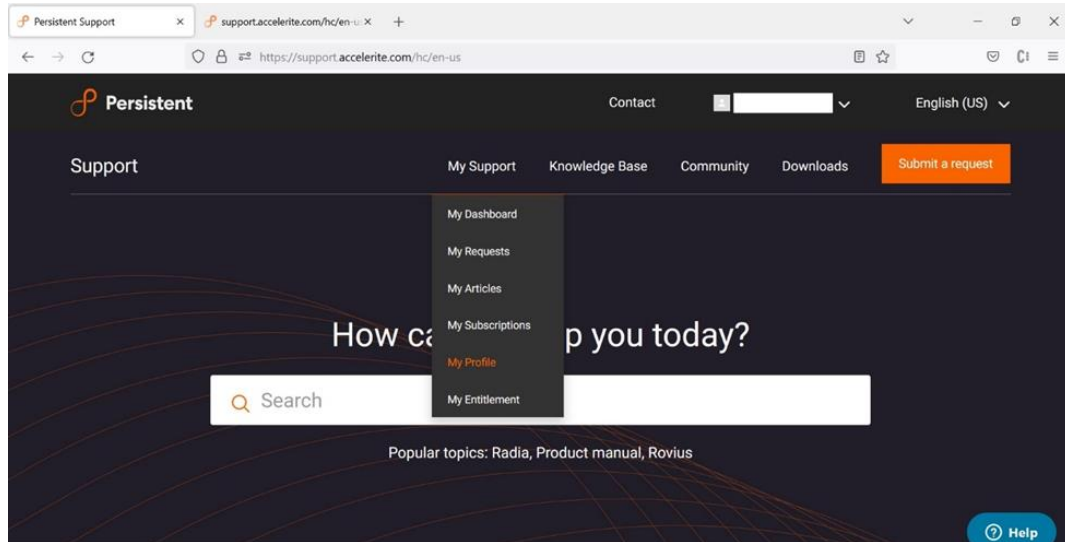 Persistent Support
support.accelerite.com/hc/en-u
https://support.accelerite.com/hc/en-us
Persistent
Contact
English (US)
Support
My Support
Knowledge Base
Community
Downloads
Submit a request
My Dashboard
My Requests
My Articles
My Subscriptions
My Profile
My Entitlement
How ca p you today?
Search
Popular topics: Radia, Product manual, Rovius
Help